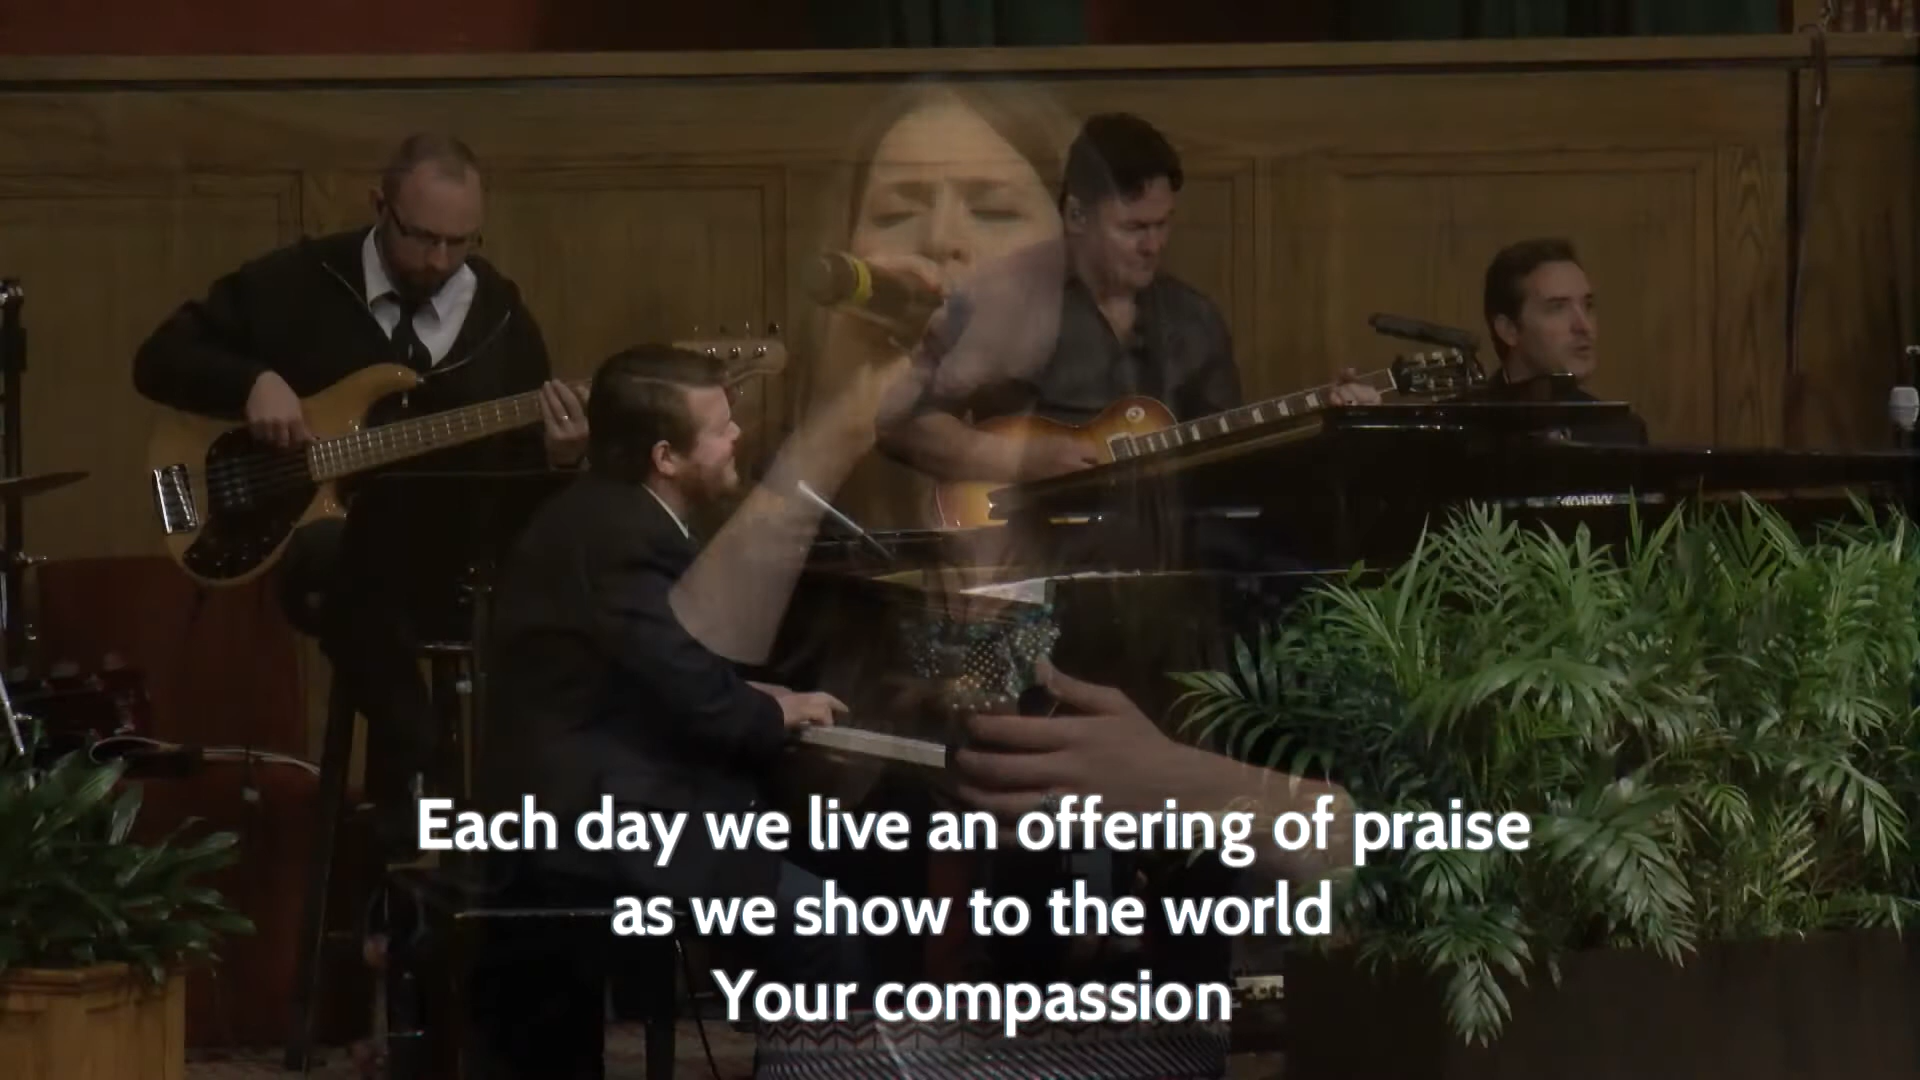 Each day we live an offering of praise
as we show to the world
Your compassion